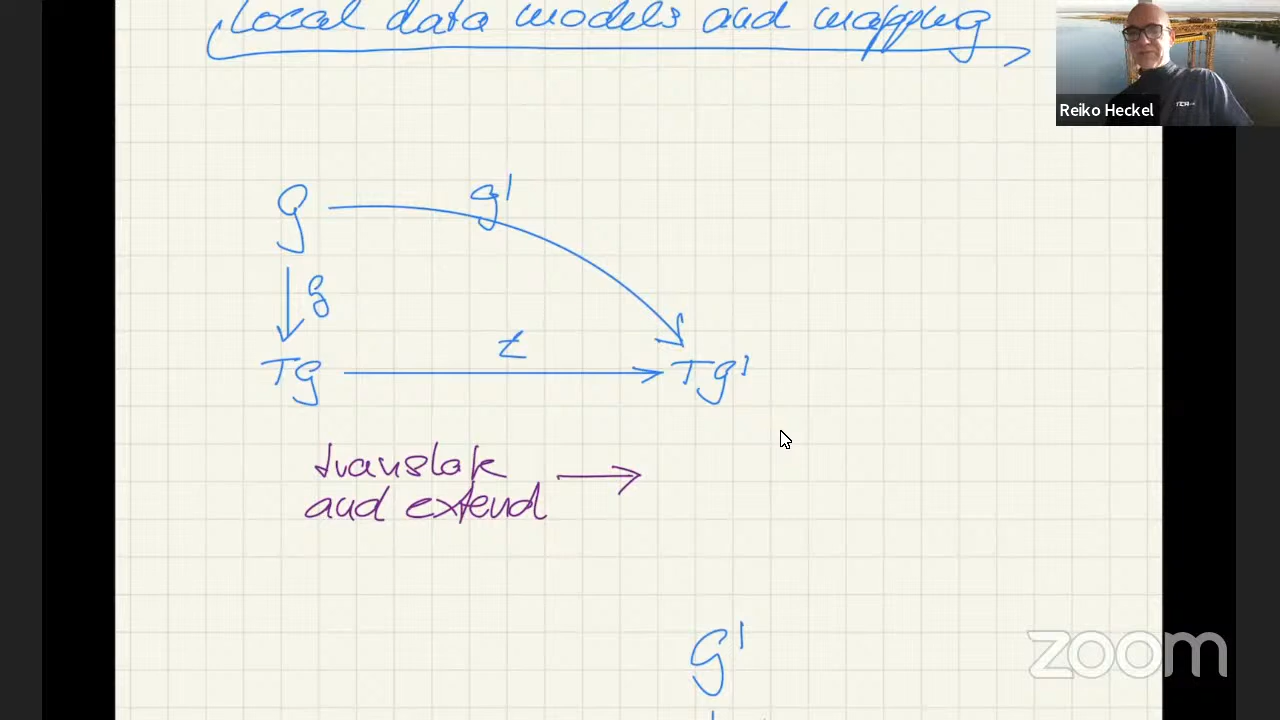 Local data models and mapping
Reiko Heckel
G g'
g
t
TG TG'
translate
and extend
G'
zoom